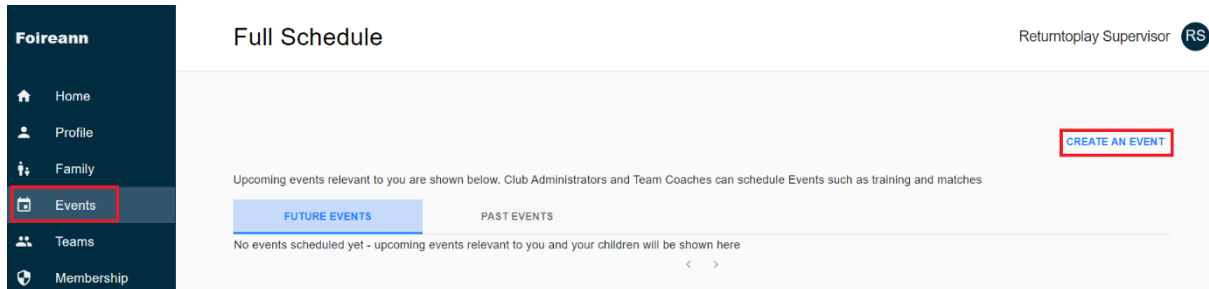 Foireann
Full Schedule
Returntoplay Supervisor RS
Home
Profile
CREATE AN EVENT
Family
Upcoming events relevant to you are shown below. Club Administrators and Team Coaches can schedule Events such as training and matches
Events
FUTURE EVENTS PAST EVENTS
Teams
No events scheduled yet - upcoming events relevant to you and your children will be shown here
Membership